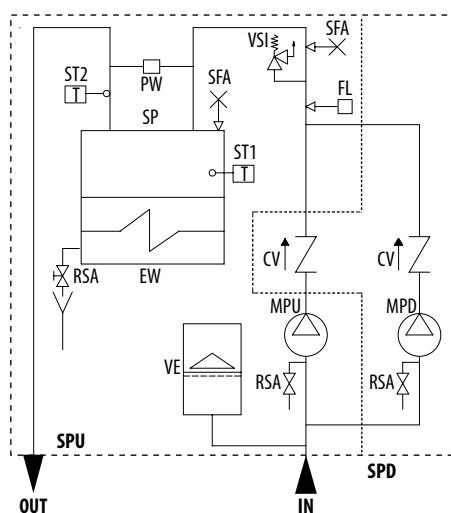 VSI
SFA
ST2
T
PW
SFA
FL
SP
ST1
T
CV
CV
RSA
EW
MPU
MPD
VE
RSA
RSA
SPU
SPD
OUT
IN